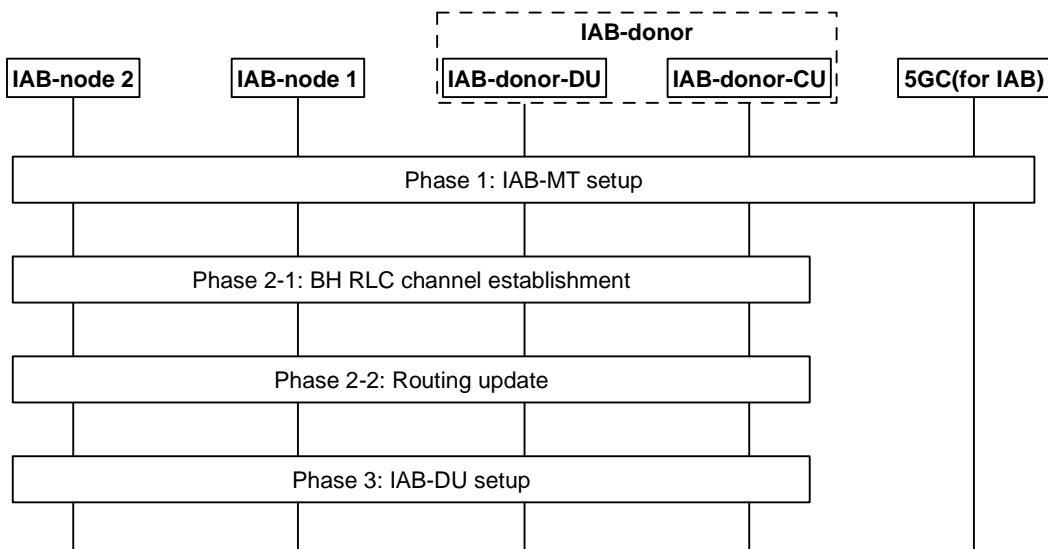 IAB-donor
IAB-node 2
IAB-node 1
IAB-donor-DU
IAB-donor-CU
5GC(for IAB)
Phase 1: IAB-MT setup
Phase 2-1: BH RLC channel establishment
Phase 2-2: Routing update
Phase 3: IAB-DU setup